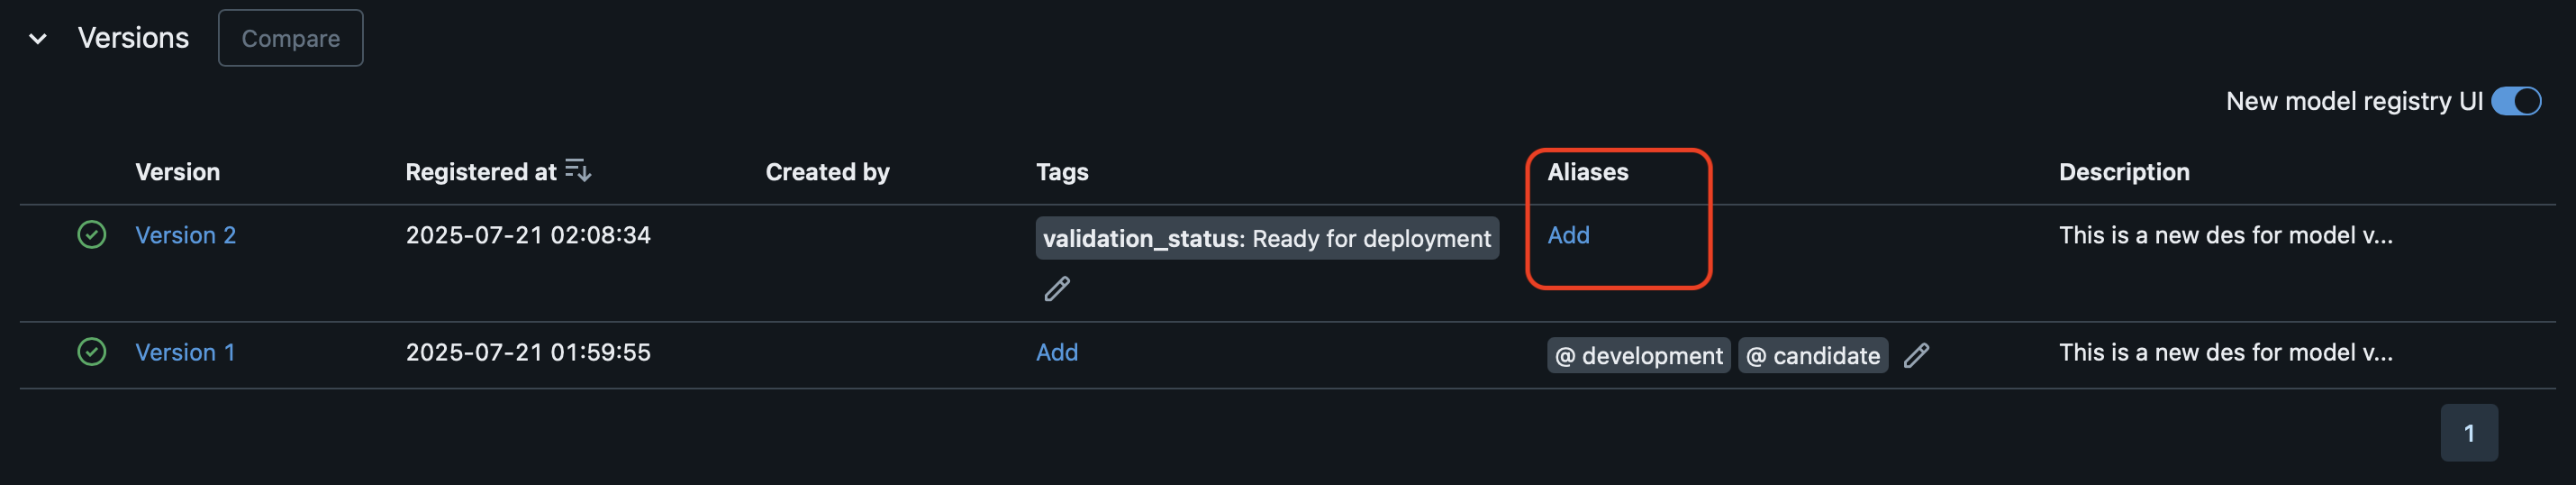 Versions Compare
New model registry UI
Version Registered at Created by Tags Aliases Description
Version 2 2025-07-21 02:08:34 validation_status: Ready for deployment Add This is a new des for model v...
Version 1 2025-07-21 01:59:55 Add @ development @ candidate This is a new des for model v...
1